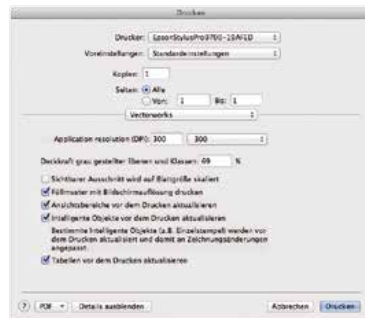 Drucken
Drucker: EpsonStylusPro9700-
Voreinstellungen: Standardeinstellungen
Kopien: 1
Seiten: Alle
Von: 1 Bis: 1
Vectorworks
Application resolution (DPI): 300 300
Deckkraft grau gestellter Ebenen und Klassen: 69 %
Sichtbarer Ausschnitt wird auf Blattgröße skaliert
Füllmuster mit Bildschirmauflösung drucken
Ansichtsbereiche vor dem Drucken aktualisieren
Intelligente Objekte vor dem Drucken aktualisieren
Bestimmte Intelligente Objekte (z.B. Einzelstempel) werden vor
dem Drucken aktualisiert und damit an Zeichnungsänderungen
angepasst.
Tabellen vor dem Drucken aktualisieren
? PDF Details ausblenden Abbrechen Drucken